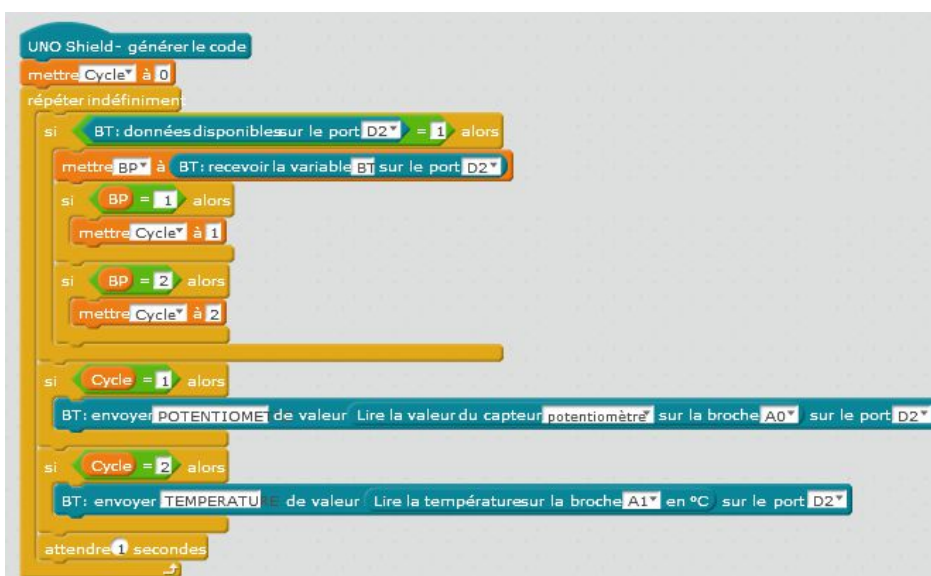 UNO Shield- générer le code
mettre Cycle à 0
répéter indéfiniment
si BT: données disponibles sur le port D2 = 1 alors
mettre BP à BT: recevoir la variable BT sur le port D2
si BP = 1 alors
mettre Cycle à 1
si BP = 2 alors
mettre Cycle à 2
si Cycle = 1 alors
BT: envoyer POTENTIOMET de valeur Lire la valeur du capteur potentiomètre sur la broche A0 sur le port D2
si Cycle = 2 alors
BT: envoyer TEMPERATURE de valeur Lire la température sur la broche A1 en °C sur le port D2
attendre 1 secondes